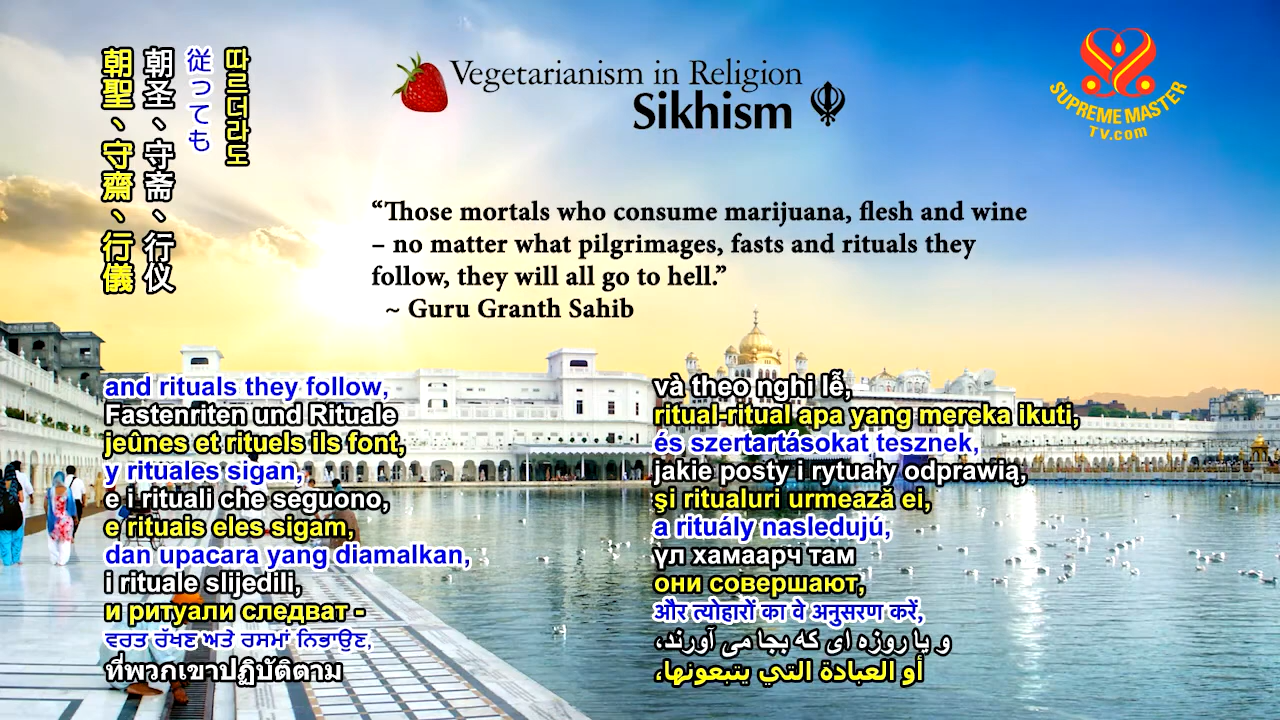 朝聖、守齋、行儀
朝圣、守斋、行仪
従っても
따르더라도
Vegetarianism in Religion
Sikhism
SUPREME MASTER
TV.com
“Those mortals who consume marijuana, flesh and wine
– no matter what pilgrimages, fasts and rituals they
follow, they will all go to hell.”
~ Guru Granth Sahib
and rituals they follow,
Fastenriten und Rituale
jeûnes et rituels ils font,
y rituales sigan,
e i rituali che seguono,
e rituais eles sigam,
dan upacara yang diamalkan,
i rituale slijedili,
и ритуали следват -
ਵਰਤ ਰੱਖਣ ਅਤੇ ਰਸਮਾਂ ਨਿਭਾਉਣ,
ที่พวกเขาปฏิบัติตาม
và theo nghi lễ,
ritual-ritual apa yang mereka ikuti,
és szertartásokat tesznek,
jakie posty i rytuały odprawią,
şi ritualuri urmează ei,
a rituály nasledujú,
үл хамаарч там
они совершают,
और त्योहारों का वे अनुसरण करें,
و یا روزه ای که بجا می آورند،
أو العبادة التي يتبعونها،